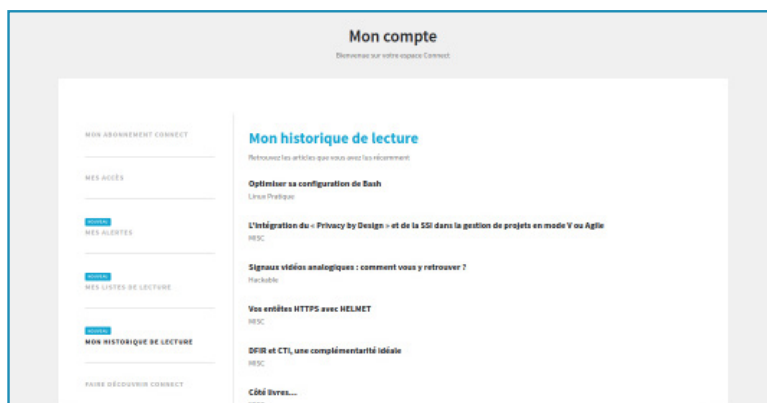 Mon compte
Bienvenue sur votre espace Connect
MON ABONNEMENT CONNECT
MES ACCÈS
NOUVEAU
MES ALERTES
NOUVEAU
MES LISTES DE LECTURE
NOUVEAU
MON HISTORIQUE DE LECTURE
FAIRE DÉCOUVRIR CONNECT
Mon historique de lecture
Retrouvez les articles que vous avez lus récemment
Optimiser sa configuration de Bash
Linux Pratique
L'intégration du « Privacy by Design » et de la SSI dans la gestion de projets en mode V ou Agile
MISC
Signaux vidéos analogiques : comment vous y retrouver ?
Hackable
Vos entêtes HTTPS avec HELMET
MISC
DFIR et CTI, une complémentarité idéale
MISC
Côté livres...